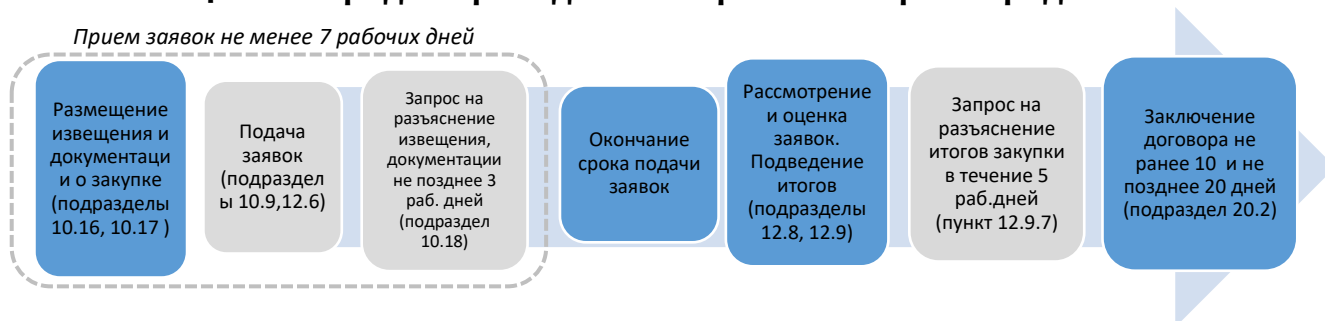 Прием заявок не менее 7 рабочих дней
Размещение
извещения и
документаци
и о закупке
(подразделы
10.16, 10.17 )
Подача
заявок
(подраздел
ы 10.9,12.6)
Запрос на
разъяснение
извещения,
документации
не позднее 3
раб. дней
(подраздел
10.18)
Окончание
срока подачи
заявок
Рассмотрение
и оценка
заявок.
Подведение
итогов
(подразделы
12.8, 12.9)
Запрос на
разъяснение
итогов закупки
в течение 5
раб.дней
(пункт 12.9.7)
Заключение
договора не
ранее 10 и не
позднее 20 дней
(подраздел 20.2)